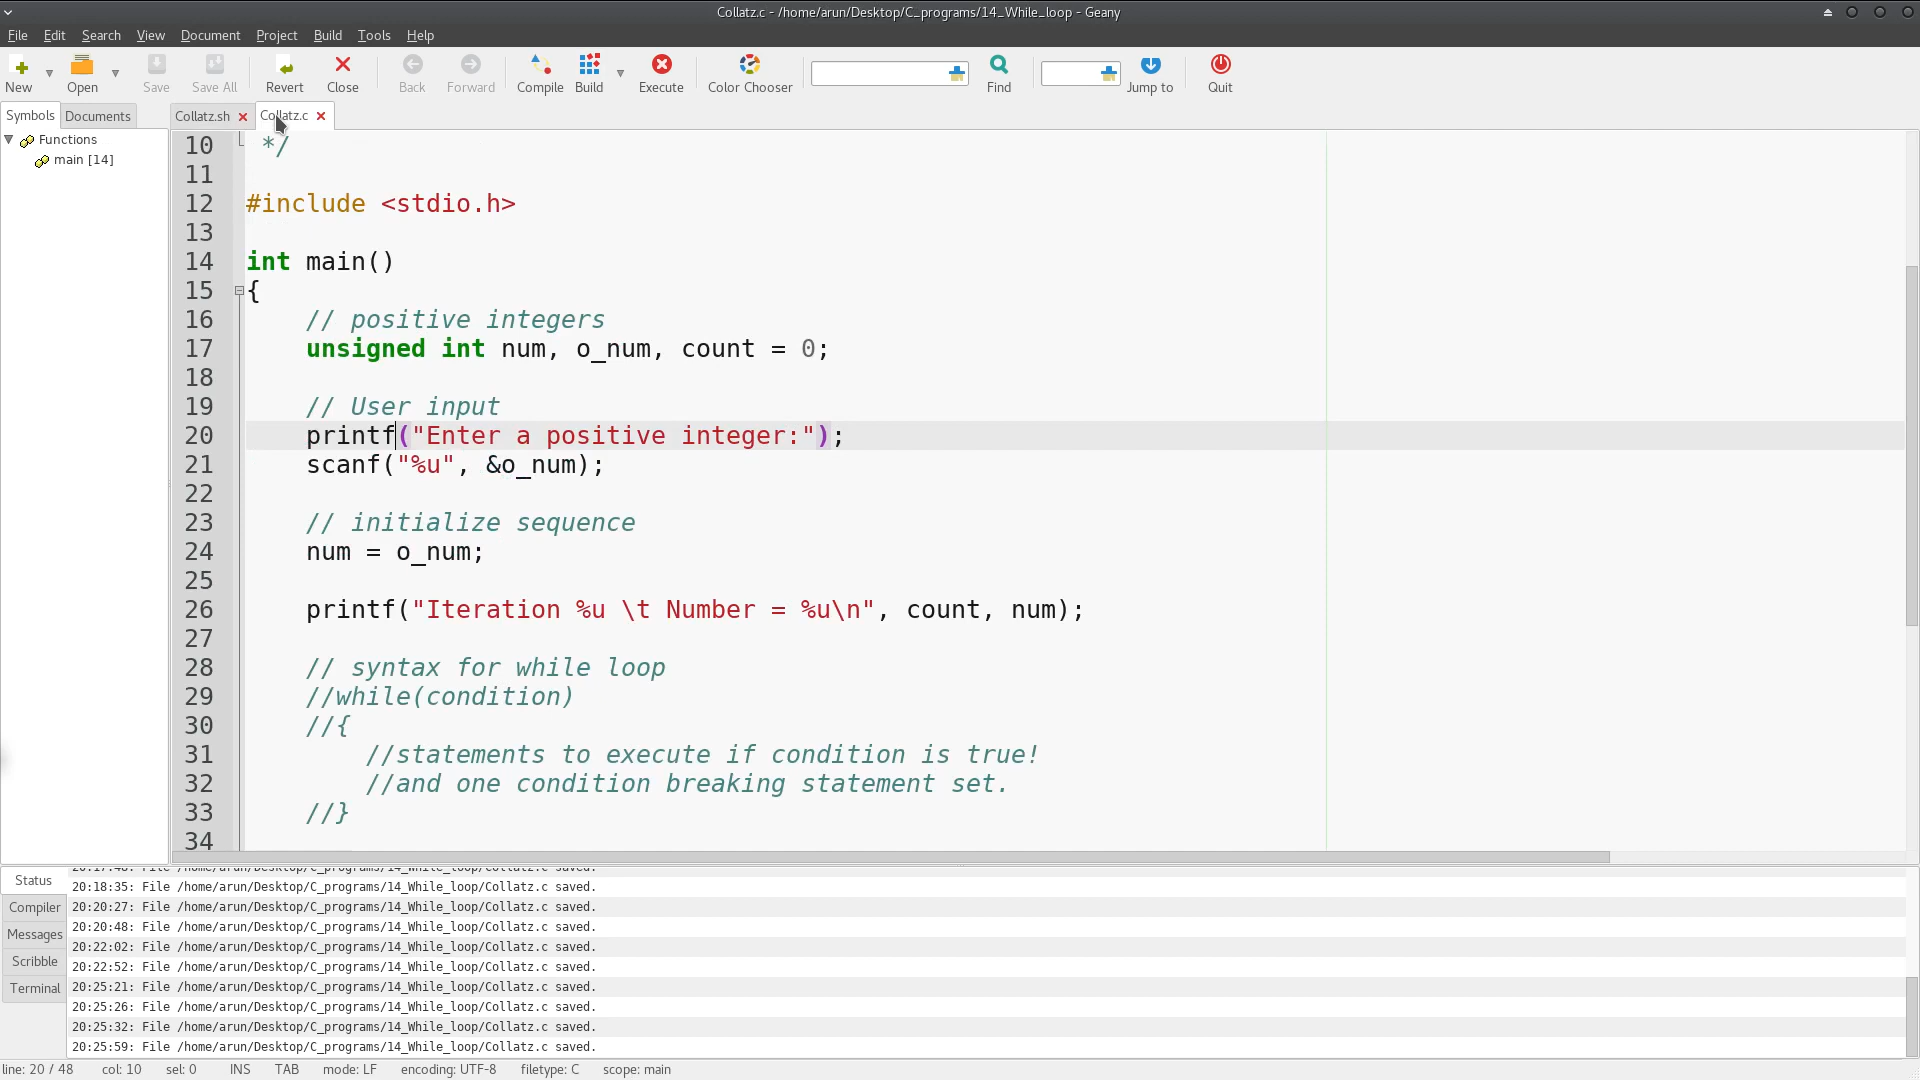 Collatz.c - /home/arun/Desktop/C_programs/14_While_loop - Geany
File Edit Search View Document Project Build Tools Help
New Open Save Save All Revert Close Back Forward Compile Build Execute Color Chooser Find Jump to Quit
Symbols Documents Collatz.sh Collatz.c
Functions
main [14]
10 */
11
12 #include <stdio.h>
13
14 int main()
15 {
16 // positive integers
17 unsigned int num, o_num, count = 0;
18
19 // User input
20 printf("Enter a positive integer:");
21 scanf("%u", &o_num);
22
23 // initialize sequence
24 num = o_num;
25
26 printf("Iteration %u \t Number = %u\n", count, num);
27
28 // syntax for while loop
29 //while(condition)
30 //{
31 //statements to execute if condition is true!
32 //and one condition breaking statement set.
33 //}
34
Status
Compiler
Messages
Scribble
Terminal
20:17:48: File /home/arun/Desktop/C_programs/14_While_loop/Collatz.c saved.
20:18:35: File /home/arun/Desktop/C_programs/14_While_loop/Collatz.c saved.
20:20:27: File /home/arun/Desktop/C_programs/14_While_loop/Collatz.c saved.
20:20:48: File /home/arun/Desktop/C_programs/14_While_loop/Collatz.c saved.
20:22:02: File /home/arun/Desktop/C_programs/14_While_loop/Collatz.c saved.
20:22:52: File /home/arun/Desktop/C_programs/14_While_loop/Collatz.c saved.
20:25:21: File /home/arun/Desktop/C_programs/14_While_loop/Collatz.c saved.
20:25:26: File /home/arun/Desktop/C_programs/14_While_loop/Collatz.c saved.
20:25:32: File /home/arun/Desktop/C_programs/14_While_loop/Collatz.c saved.
20:25:59: File /home/arun/Desktop/C_programs/14_While_loop/Collatz.c saved.
line: 20 / 48 col: 10 sel: 0 INS TAB mode: LF encoding: UTF-8 filetype: C scope: main